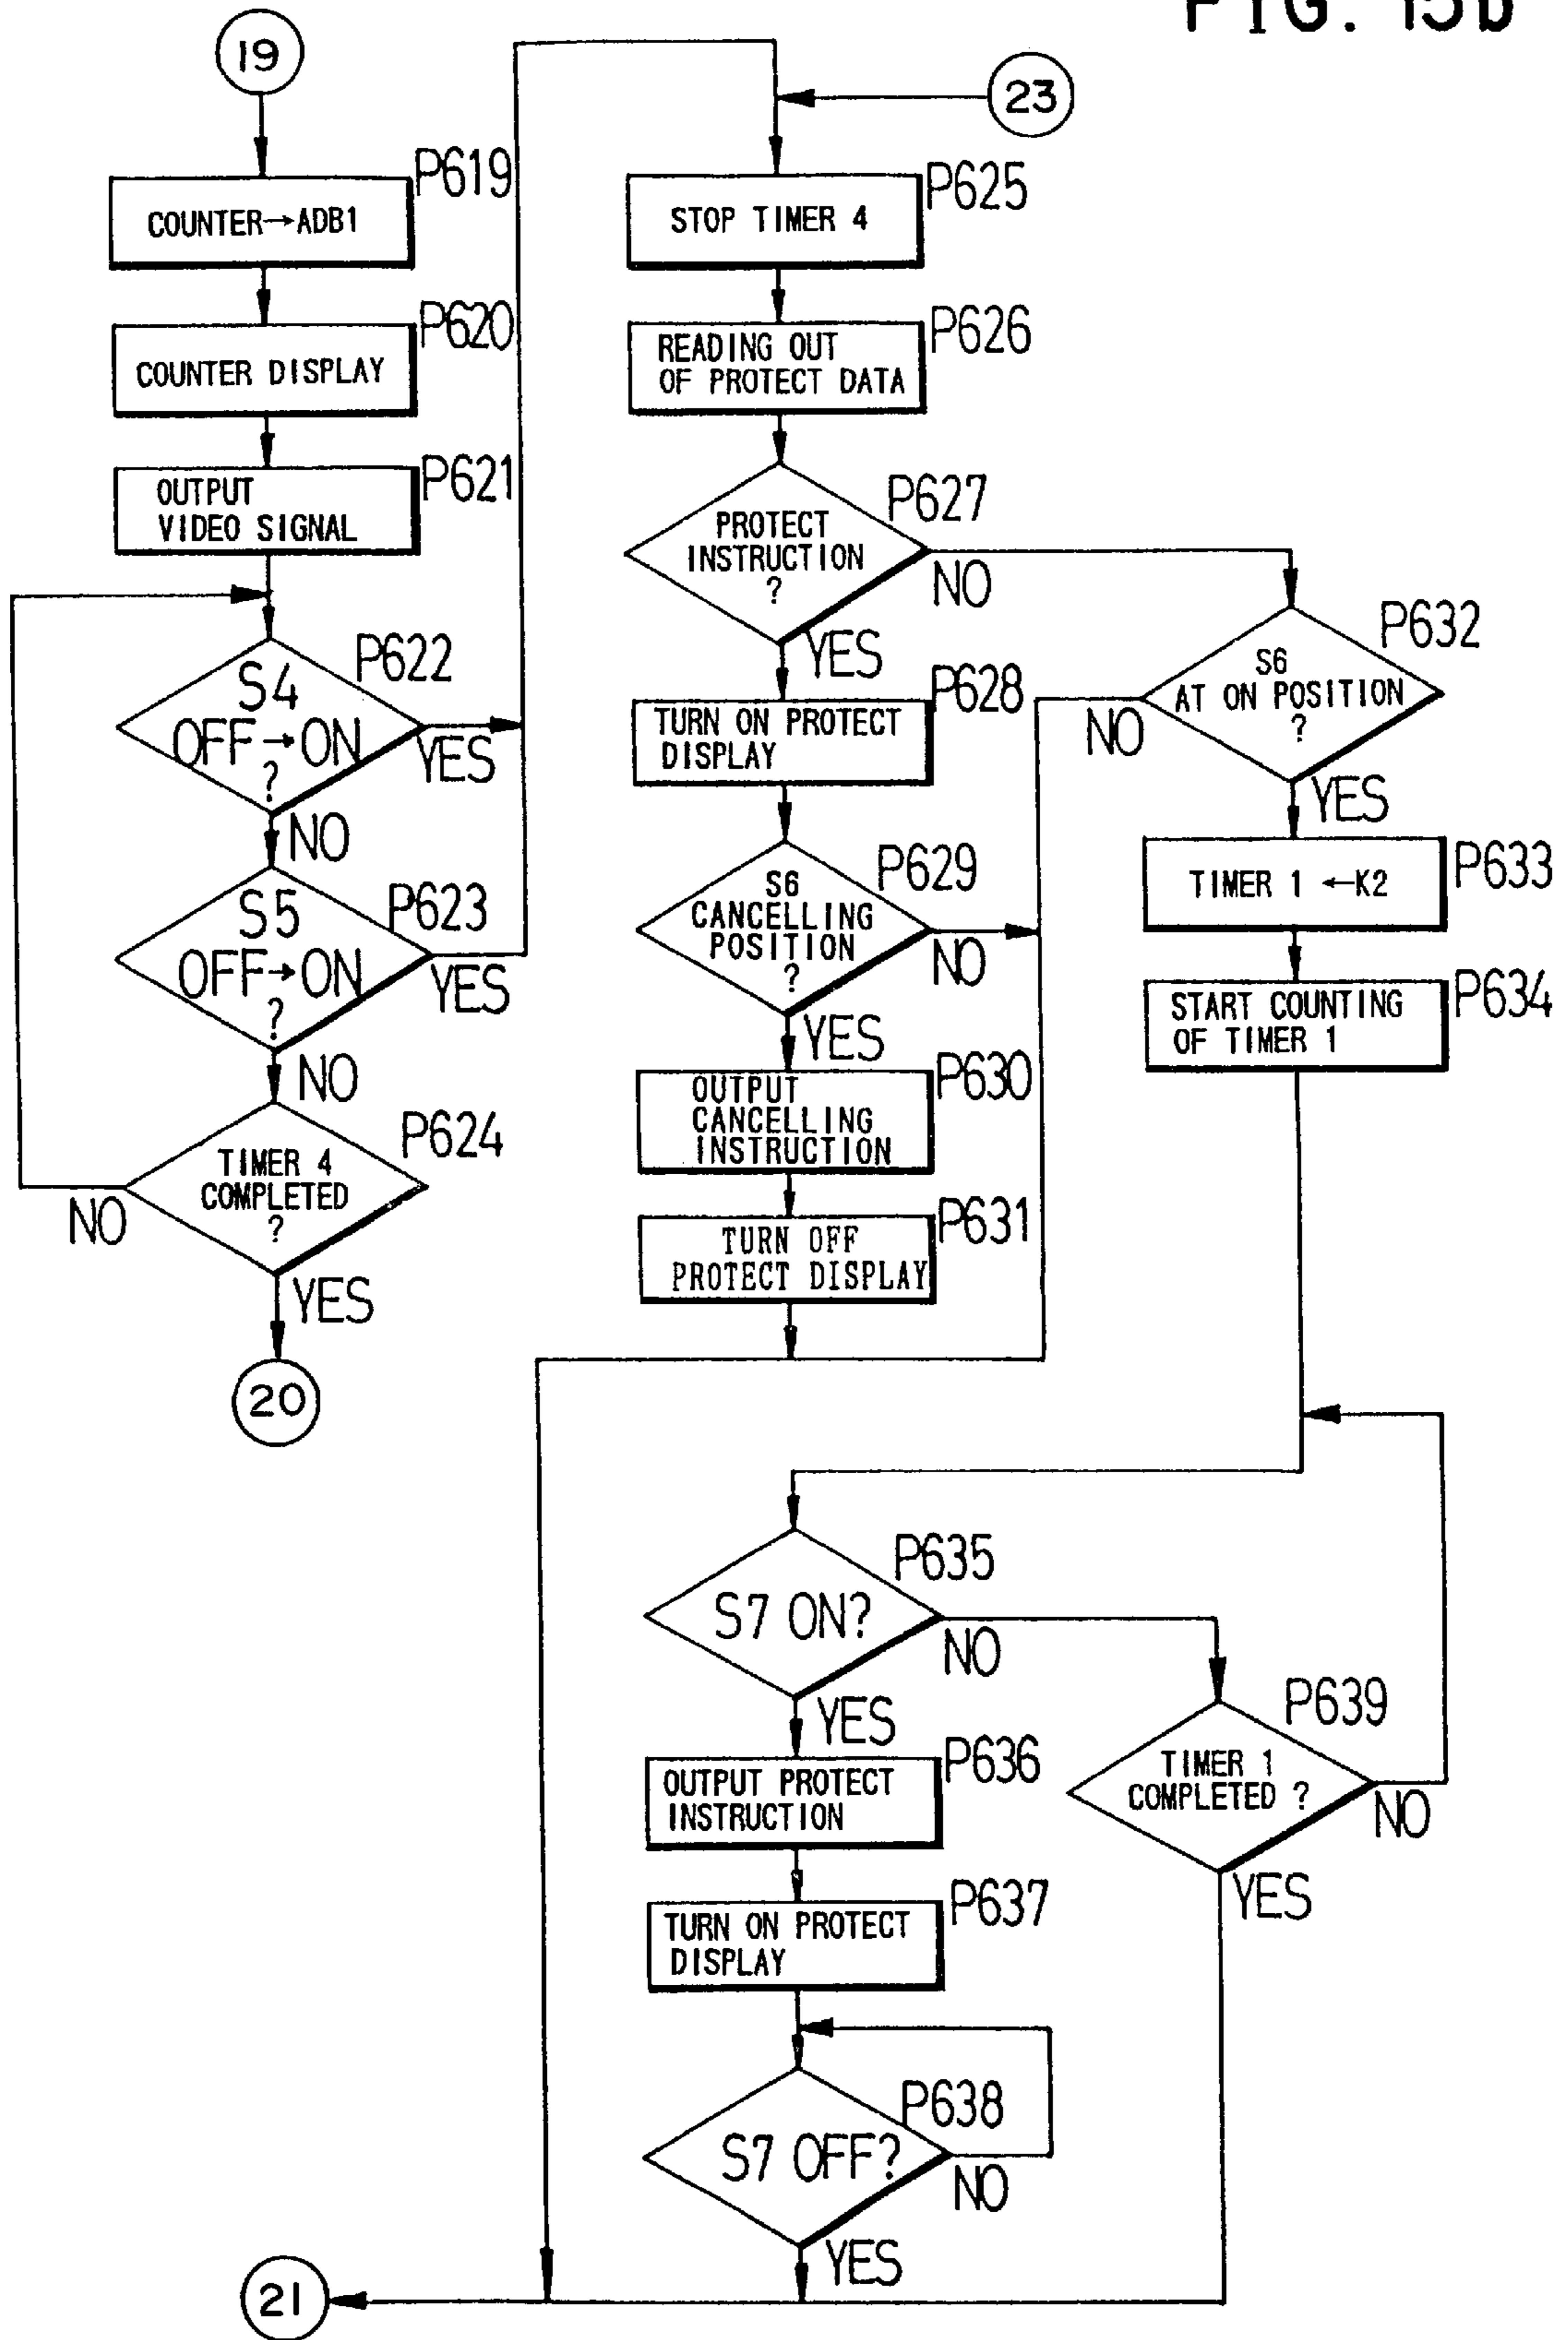 FIG. 15b
19
23
P619
COUNTER→ADB1
P620
COUNTER DISPLAY
P621
OUTPUT
VIDEO SIGNAL
P622
S4
OFF→ON
?
YES
NO
P623
S5
OFF→ON
?
YES
NO
P624
TIMER 4
COMPLETED
?
NO
YES
20
P625
STOP TIMER 4
P626
READING OUT
OF PROTECT DATA
P627
PROTECT
INSTRUCTION
?
NO
YES
P628
TURN ON PROTECT
DISPLAY
P629
S6
CANCELLING
POSITION
?
NO
YES
P630
OUTPUT
CANCELLING
INSTRUCTION
P631
TURN OFF
PROTECT DISPLAY
P632
S6
AT ON POSITION
?
NO
YES
P633
TIMER 1 ←K2
P634
START COUNTING
OF TIMER 1
P635
S7 ON?
NO
YES
P636
OUTPUT PROTECT
INSTRUCTION
P637
TURN ON PROTECT
DISPLAY
P638
S7 OFF?
NO
YES
P639
TIMER 1
COMPLETED ?
NO
YES
21